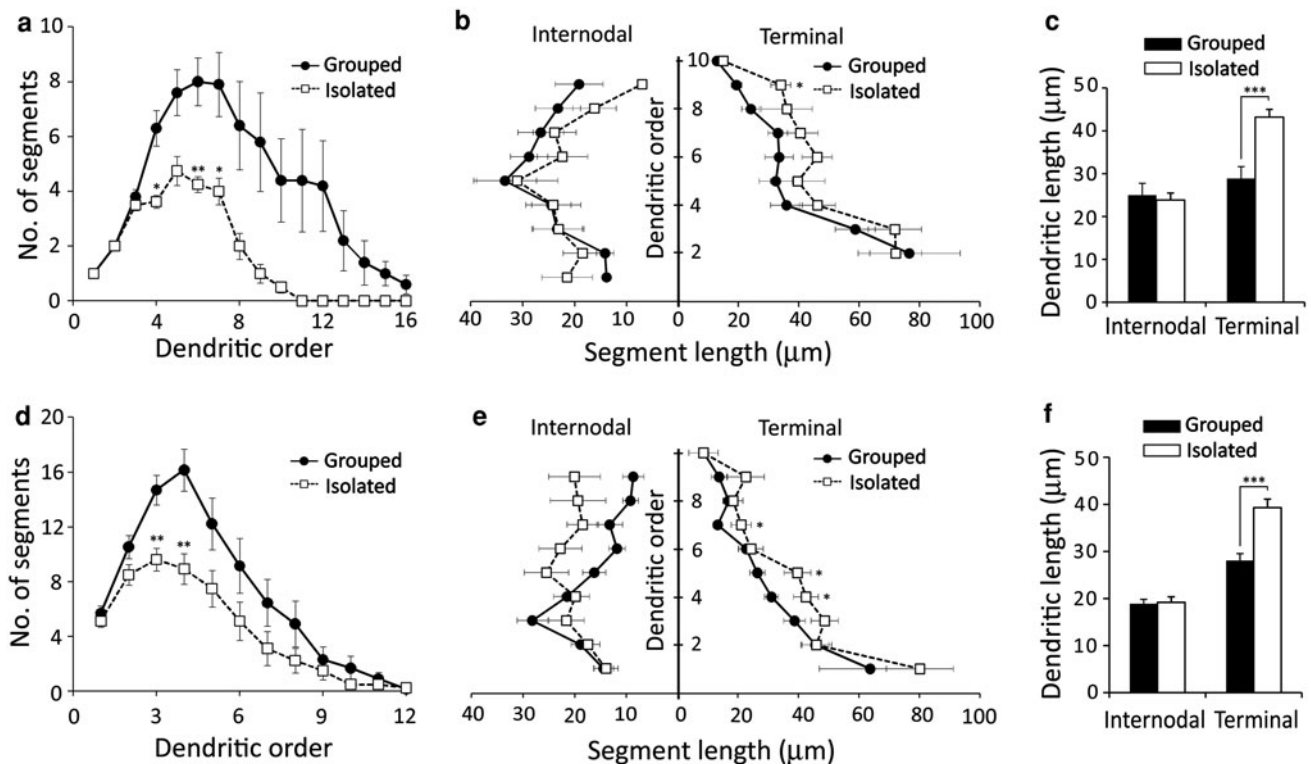 a
No. of segments
10
8
6
4
2
0
Grouped
Isolated
*
**
*
0 4 8 12 16
Dendritic order
b
Internodal
Terminal
Grouped
Isolated
*
Dendritic order
10
8
6
4
2
40 30 20 10
0 20 40 60 80 100
Segment length (μm)
c
Grouped
Isolated
***
Dendritic length (μm)
50
40
30
20
10
0
Internodal Terminal
d
No. of segments
20
16
12
8
4
0
Grouped
Isolated
**
**
0 3 6 9 12
Dendritic order
e
Internodal
Terminal
Grouped
Isolated
*
*
*
Dendritic order
8
6
4
2
40 30 20 10
0 20 40 60 80 100
Segment length (μm)
f
Grouped
Isolated
***
Dendritic length (μm)
50
40
30
20
10
0
Internodal Terminal